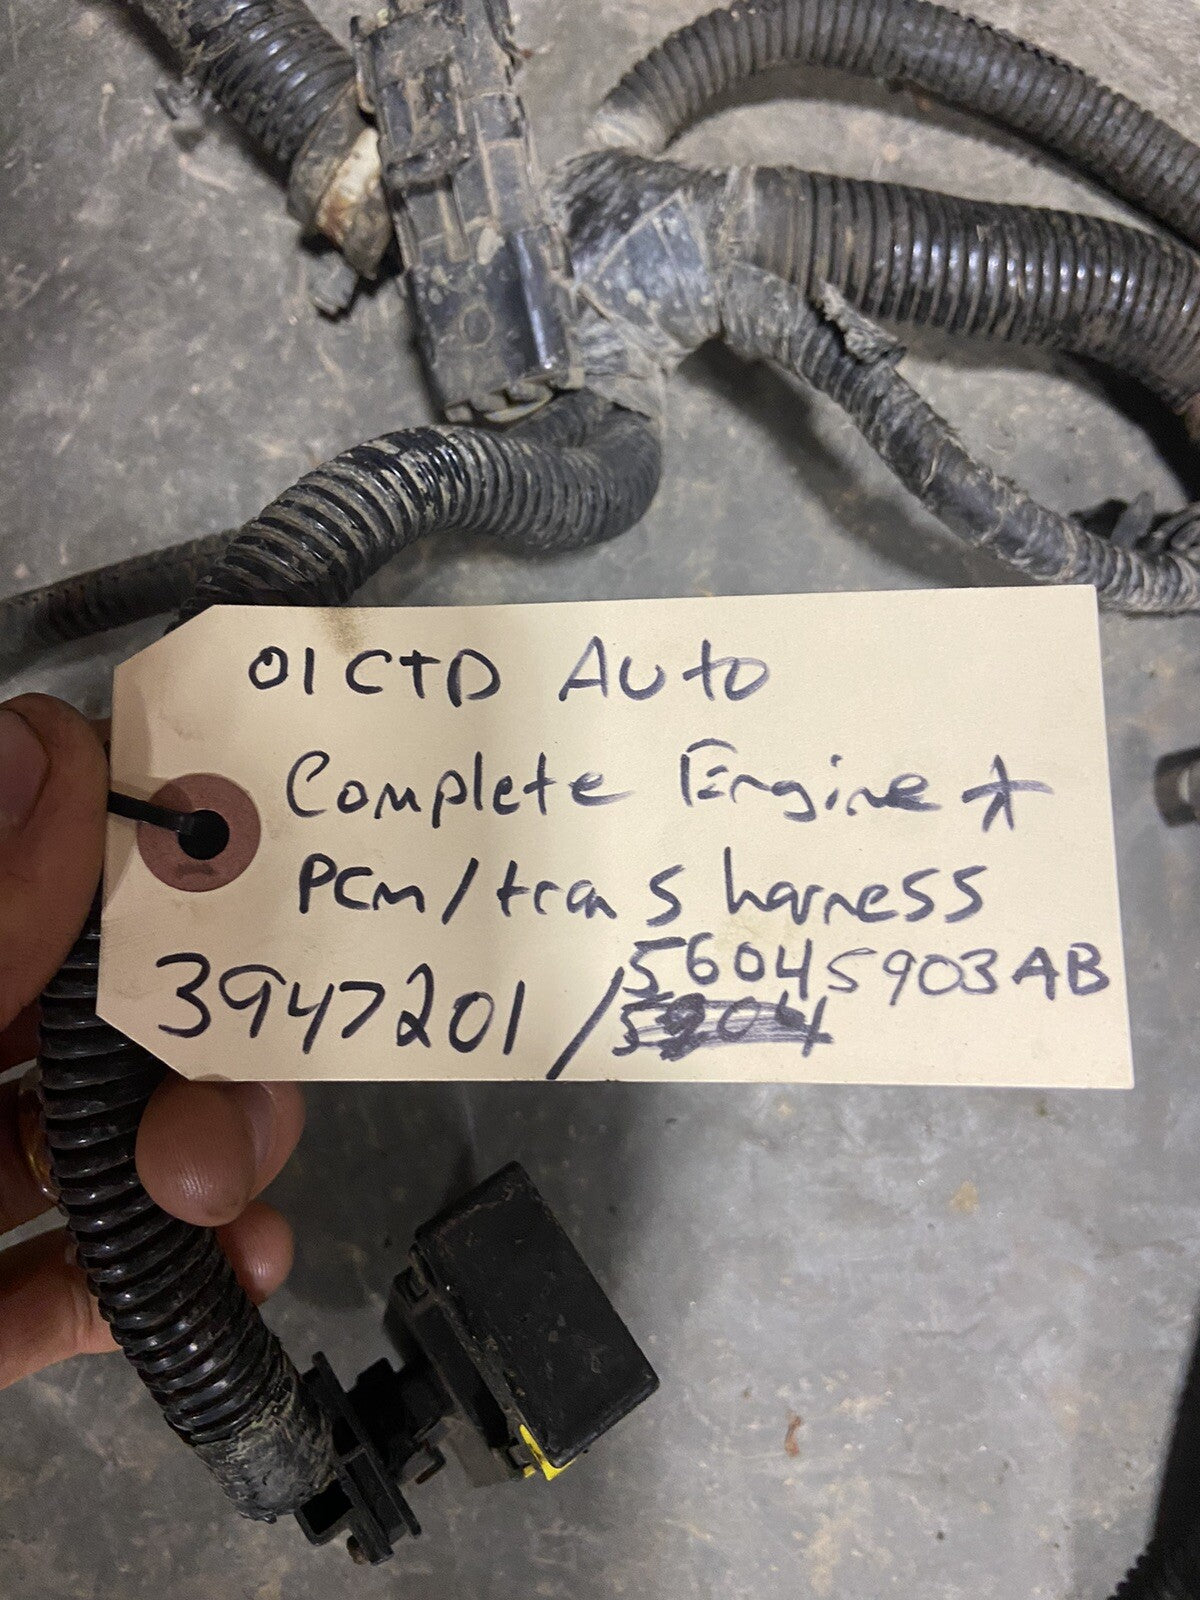 01 CTD Auto
Complete Engine *
PCM/trans harness
3947201/56045903AB